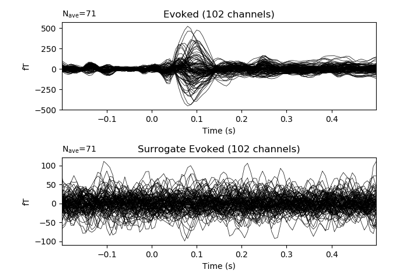 N_ave=71
Evoked (102 channels)
500
250
0
−250
−500
fT
−0.1 0.0 0.1 0.2 0.3 0.4
Time (s)
N_ave=71
Surrogate Evoked (102 channels)
100
50
0
−50
−100
fT
−0.1 0.0 0.1 0.2 0.3 0.4
Time (s)